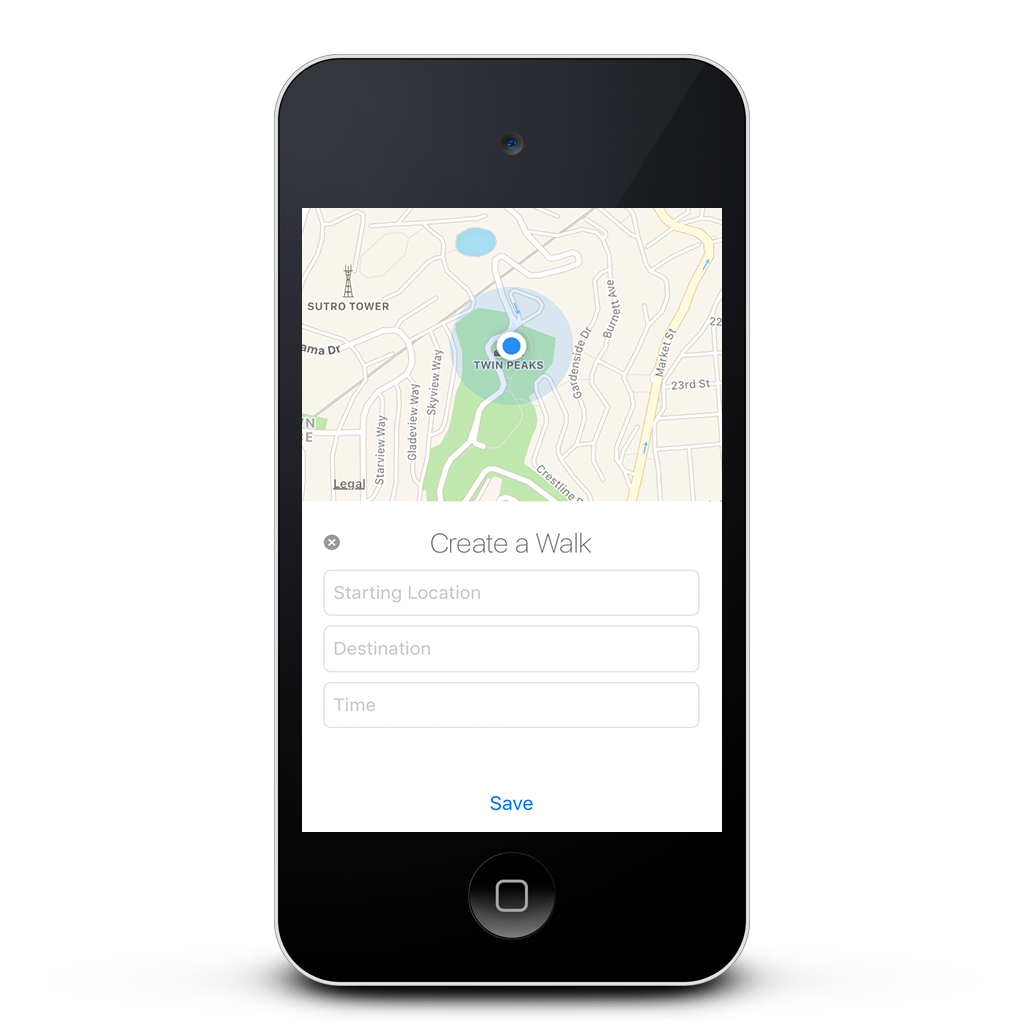 SUTRO TOWER
ama Dr
TWIN PEAKS
Skyview Way
Gladeview Way
Starview Way
Gardenside Dr
Burnett Ave
Market St
22
23rd St
Crestline D
Legal
Create a Walk
Starting Location
Destination
Time
Save